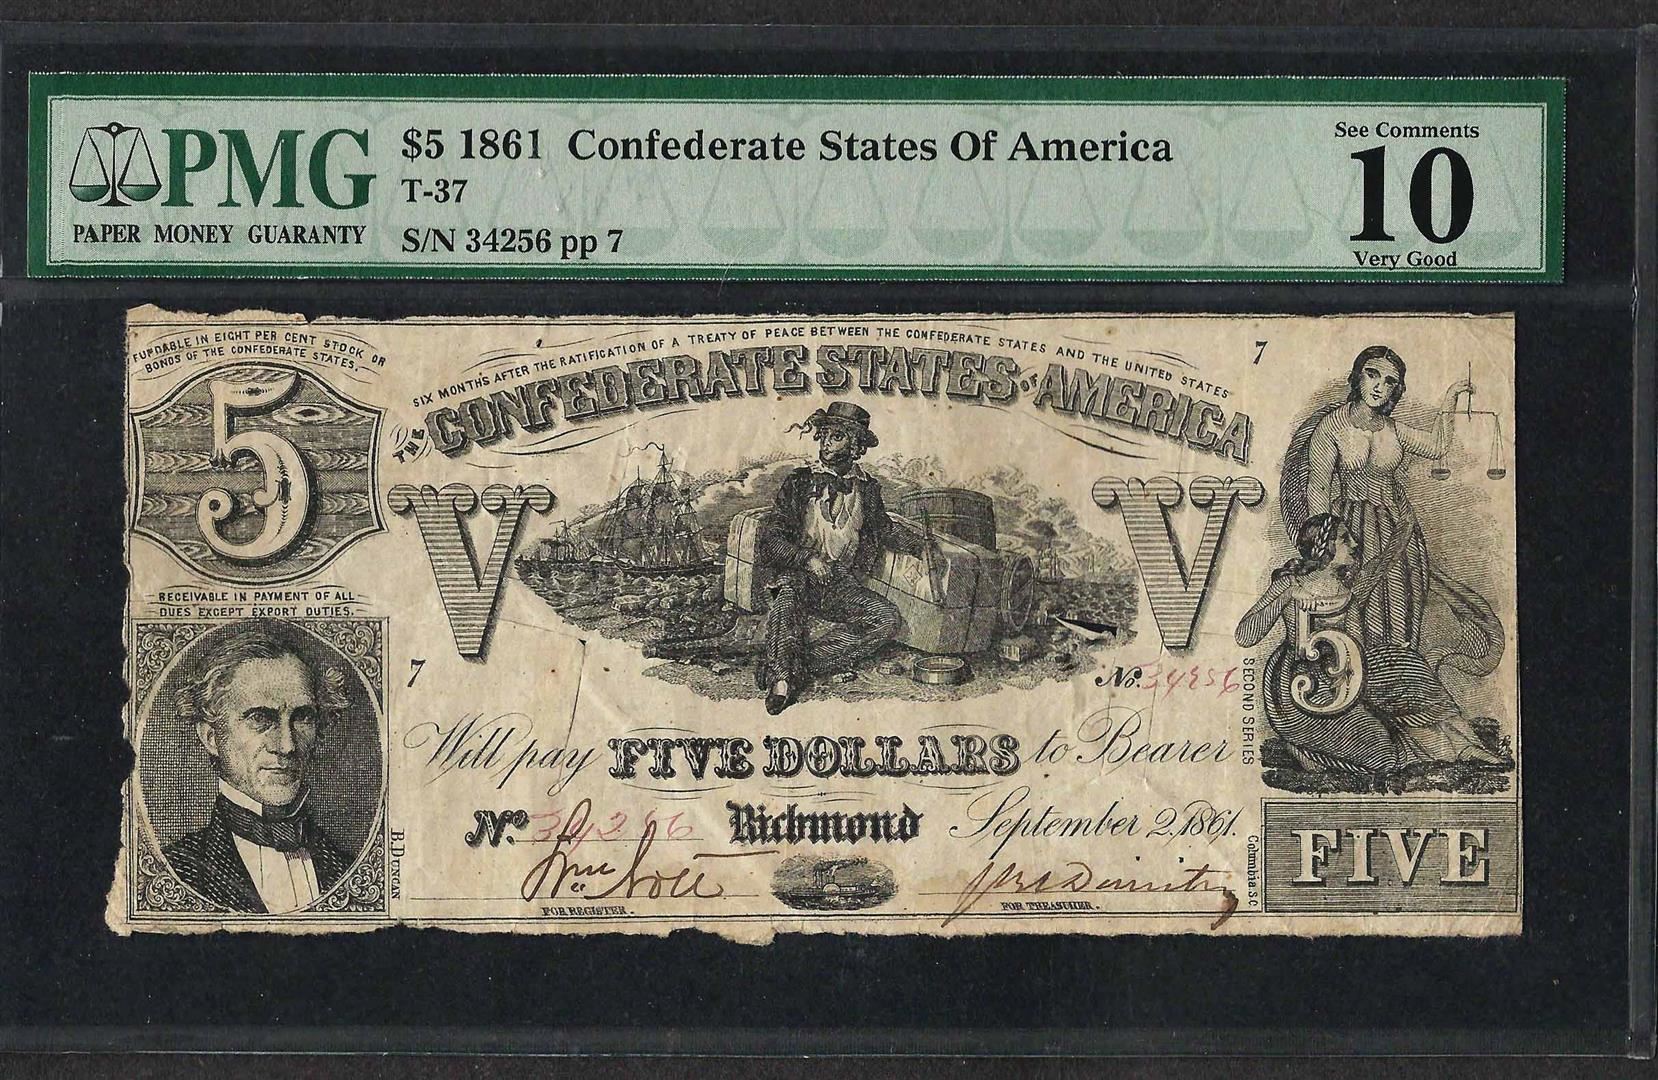 PMG
PAPER MONEY GUARANTY
$5 1861 Confederate States Of America
T-37
S/N 34256 pp 7
See Comments
10
Very Good
FUNDABLE IN EIGHT PER CENT STOCK OR
BONDS OF THE CONFEDERATE STATES.
SIX MONTHS AFTER THE RATIFICATION OF A TREATY OF PEACE BETWEEN THE CONFEDERATE STATES AND THE UNITED STATES
7
THE CONFEDERATE STATES OF AMERICA
5
V
V
RECEIVABLE IN PAYMENT OF ALL
DUES EXCEPT EXPORT DUTIES.
5
7
No. 34256
SECOND SERIES
Will pay FIVE DOLLARS to Bearer
No. 34256 Richmond September 2, 1861.
FIVE
B. DUNCAN
Columbia S.C.
FOR REGISTER.
FOR TREASURER.